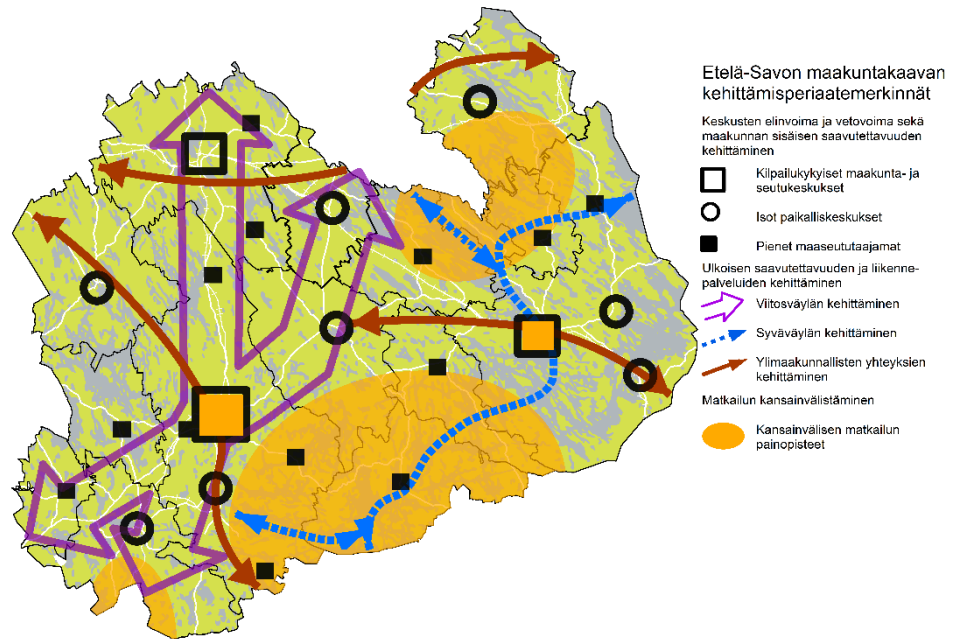 Etelä-Savon maakuntakaavan
kehittämisperiaatemerkinnät
Keskusten elinvoima ja vetovoima sekä
maakunnan sisäisen saavutettavuuden
kehittäminen
Kilpailukykyiset maakunta- ja
seutukeskukset
Isot paikalliskeskukset
Pienet maaseututaajamat
Ulkoisen saavutettavuuden ja liikenne-
palveluiden kehittäminen
Viitosväylän kehittäminen
Syväväylän kehittäminen
Ylimaakunnallisten yhteyksien
kehittäminen
Matkailun kansainvälistäminen
Kansainvälisen matkailun
painopisteet